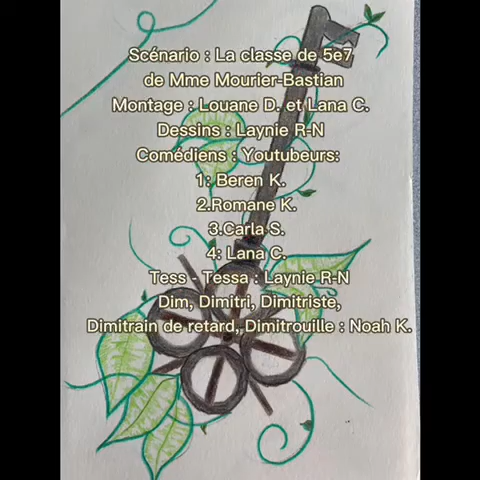 Scénario : La classe de 5e7
de Mme Mourier-Bastian
Montage : Louane D. et Lana C.
Dessins : Laynie R-N
Comédiens : Youtubeurs:
1: Beren K.
2.Romane K.
3.Carla S.
4: Lana C.
Tess - Tessa : Laynie R-N
Dim, Dimitri, Dimitriste,
Dimitrain de retard, Dimitrouille : Noah K.